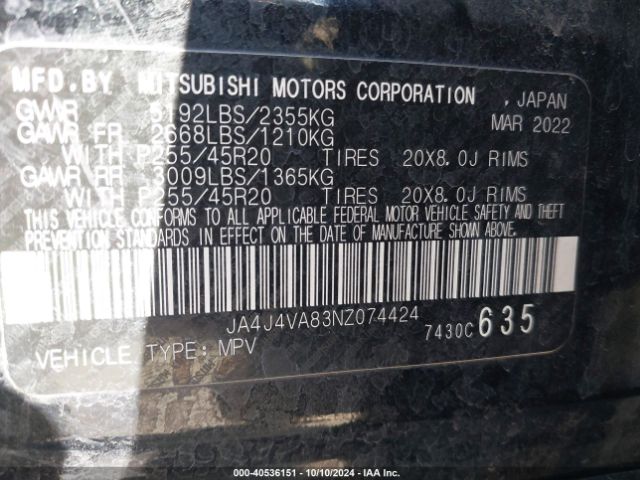 MFD.BY MITSUBISHI MOTORS CORPORATION , JAPAN
GVWR 5192LBS/2355KG MAR 2022
GAWR FR 2668LBS/1210KG
WITH P255/45R20 TIRES 20X8.0J RIMS
GAWR RR 3009LBS/1365KG
WITH P255/45R20 TIRES 20X8.0J RIMS
THIS VEHICLE CONFORMS TO ALL APPLICABLE FEDERAL MOTOR VEHICLE SAFETY AND THEFT
PREVENTION STANDARDS IN EFFECT ON THE DATE OF MANUFACTURE SHOWN ABOVE.
JA4J4VA83NZ074424 7430C 635
VEHICLE TYPE: MPV
000-40536151 - 10/10/2024 - IAA Inc.